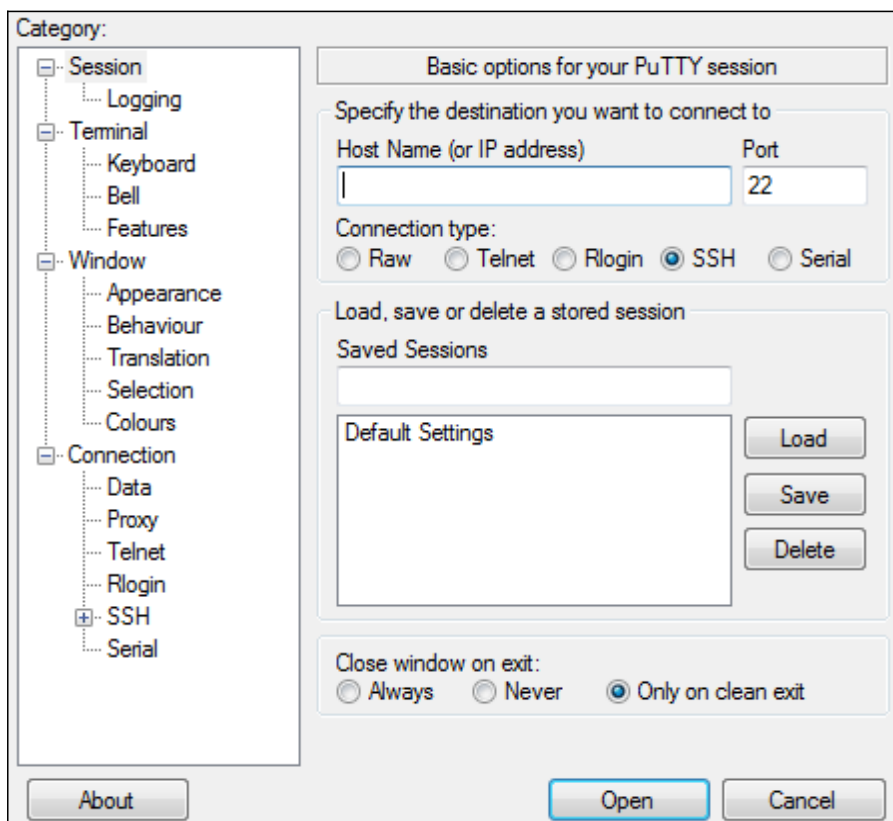 Category:
Session
Logging
Terminal
Keyboard
Bell
Features
Window
Appearance
Behaviour
Translation
Selection
Colours
Connection
Data
Proxy
Telnet
Rlogin
SSH
Serial
Basic options for your PuTTY session
Specify the destination you want to connect to
Host Name (or IP address) Port
22
Connection type:
Raw Telnet Rlogin SSH Serial
Load, save or delete a stored session
Saved Sessions
Default Settings
Load
Save
Delete
Close window on exit:
Always Never Only on clean exit
About Open Cancel